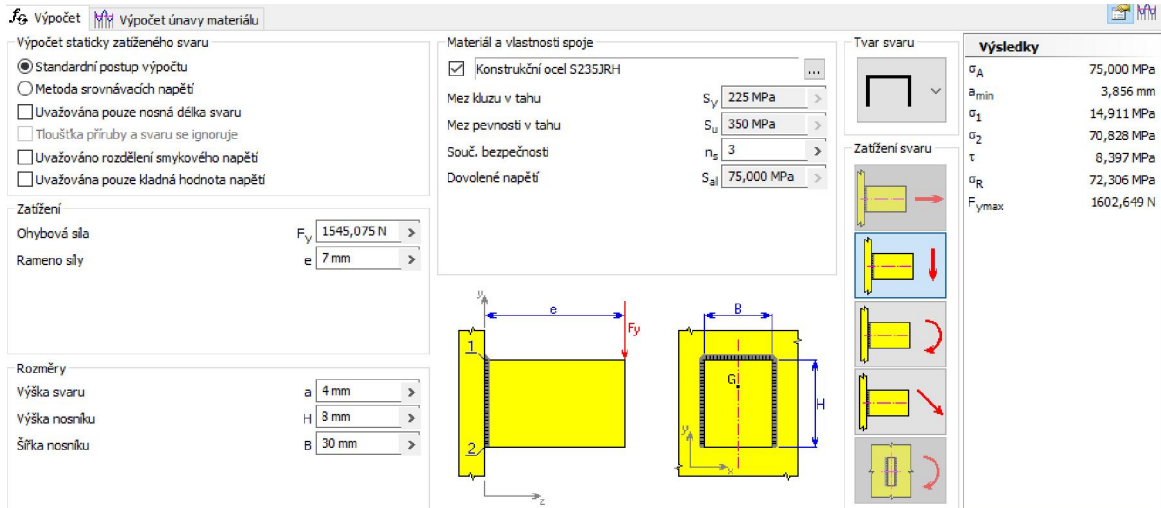 Výpočet
Výpočet únavy materiálu
Výpočet staticky zatíženého svaru
Standardní postup výpočtu
Metoda srovnávacích napětí
Uvažována pouze nosná délka svaru
Tloušťka příruby a svaru se ignoruje
Uvažováno rozdělení smykového napětí
Uvažována pouze kladná hodnota napětí
Zatížení
Ohybová síla Fy 1545,075 N >
Rameno síly e 7 mm >
Rozměry
Výška svaru a 4 mm >
Výška nosníku H 8 mm >
Šířka nosníku B 30 mm >
Materiál a vlastnosti spoje
Konstrukční ocel S235JRH ...
Mez kluzu v tahu Sy 225 MPa >
Mez pevnosti v tahu Su 350 MPa >
Souč. bezpečnosti ns 3 >
Dovolené napětí Sal 75,000 MPa >
y
e
Fy
1
2
z
B
G
H
y
x
Tvar svaru
Zatížení svaru
Výsledky
σA 75,000 MPa
amin 3,856 mm
σ1 14,911 MPa
σ2 70,828 MPa
τ 8,397 MPa
σR 72,306 MPa
Fymax 1602,649 N